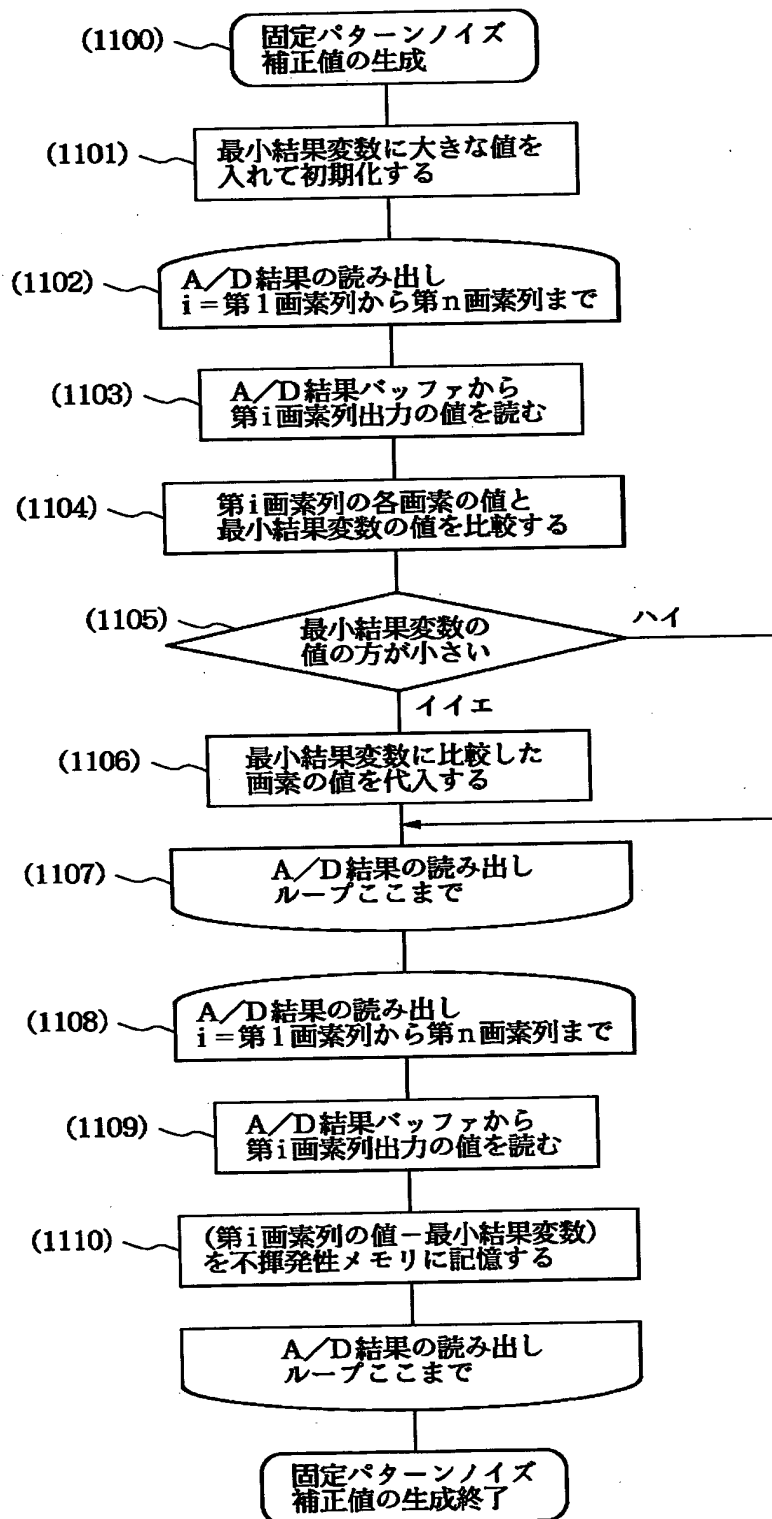 (1100)
固定パターンノイズ
補正値の生成
(1101)
最小結果変数に大きな値を
入れて初期化する
(1102)
A／D結果の読み出し
i＝第1画素列から第n画素列まで
(1103)
A／D結果バッファから
第i画素列出力の値を読む
(1104)
第i画素列の各画素の値と
最小結果変数の値を比較する
(1105)
最小結果変数の
値の方が小さい
ハイ
イイエ
(1106)
最小結果変数に比較した
画素の値を代入する
(1107)
A／D結果の読み出し
ループここまで
(1108)
A／D結果の読み出し
i＝第1画素列から第n画素列まで
(1109)
A／D結果バッファから
第i画素列出力の値を読む
(1110)
(第i画素列の値－最小結果変数)
を不揮発性メモリに記憶する
A／D結果の読み出し
ループここまで
固定パターンノイズ
補正値の生成終了